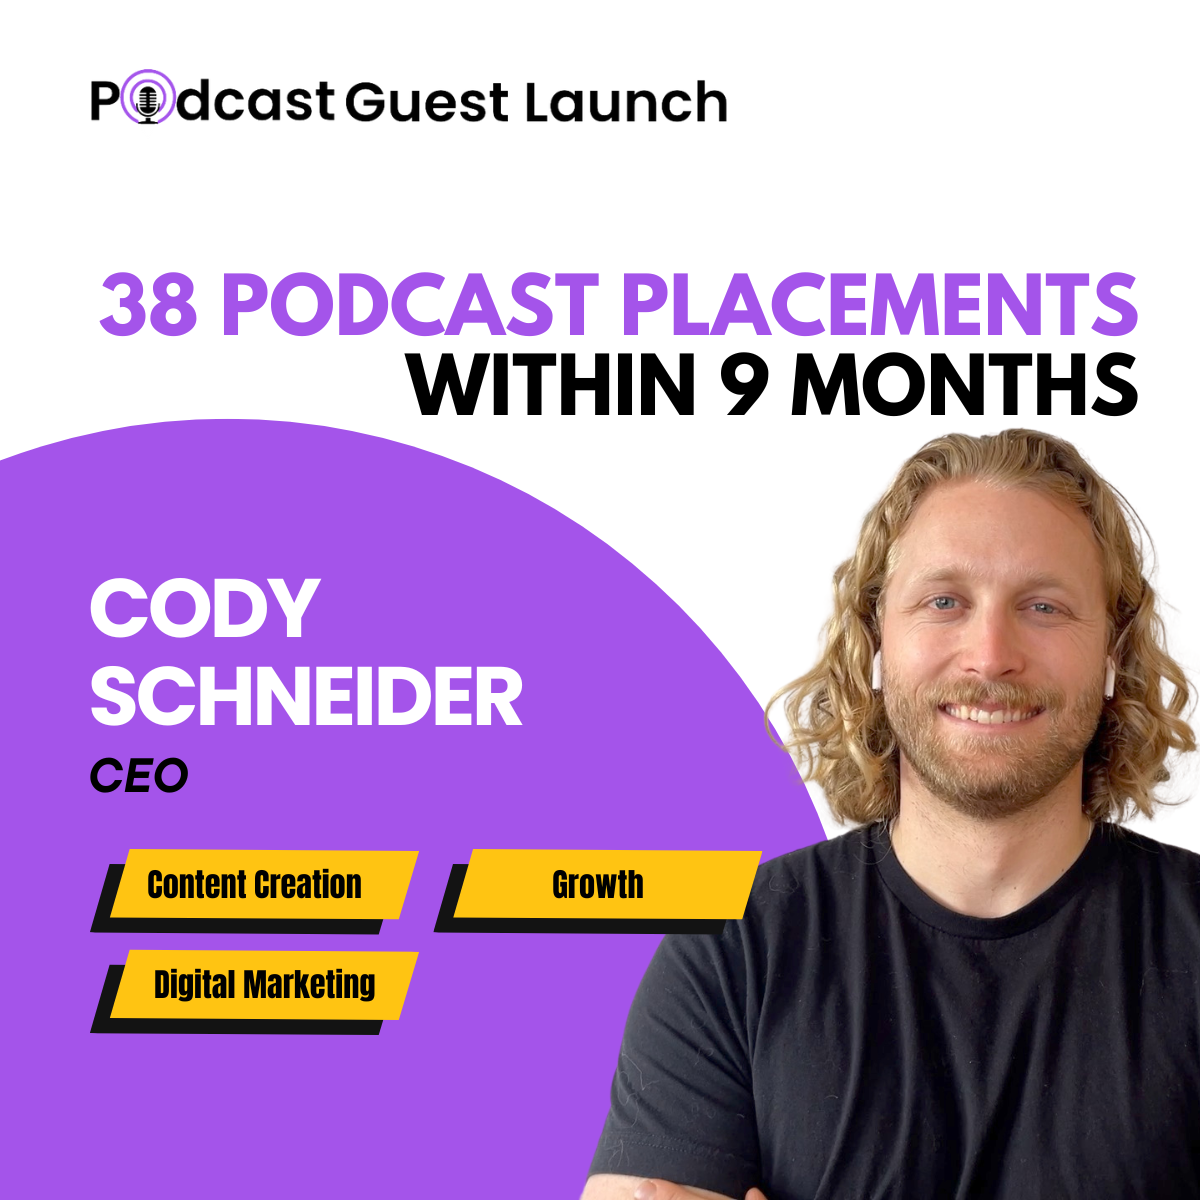 Podcast Guest Launch
38 PODCAST PLACEMENTS
WITHIN 9 MONTHS
CODY
SCHNEIDER
CEO
Content Creation
Growth
Digital Marketing